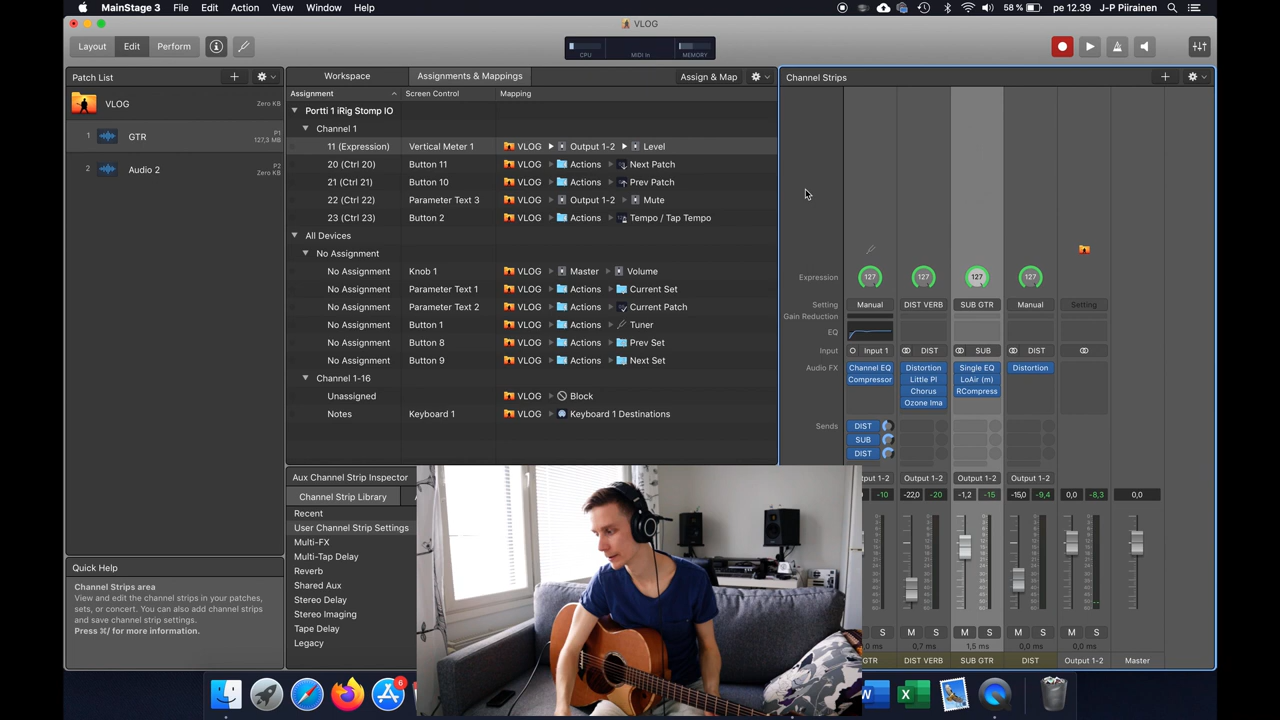 MainStage 3 File Edit Action View Window Help 58 % pe 12.39 J-P Piirainen
VLOG
Layout Edit Perform
CPU MIDI In MEMORY
Patch List
VLOG Zero KB
1 GTR P1
127,3 MB
2 Audio 2 P2
Zero KB
Workspace Assignments & Mappings Assign & Map
Assignment Screen Control Mapping
Portti 1 iRig Stomp IO
Channel 1
11 (Expression) Vertical Meter 1 VLOG Output 1-2 Level
20 (Ctrl 20) Button 11 VLOG Actions Next Patch
21 (Ctrl 21) Button 10 VLOG Actions Prev Patch
22 (Ctrl 22) Parameter Text 3 VLOG Output 1-2 Mute
23 (Ctrl 23) Button 2 VLOG Actions Tempo / Tap Tempo
All Devices
No Assignment
No Assignment Knob 1 VLOG Master Volume
No Assignment Parameter Text 1 VLOG Actions Current Set
No Assignment Parameter Text 2 VLOG Actions Current Patch
No Assignment Button 1 VLOG Actions Tuner
No Assignment Button 8 VLOG Actions Prev Set
No Assignment Button 9 VLOG Actions Next Set
Channel 1-16
Unassigned VLOG Block
Notes Keyboard 1 VLOG Keyboard 1 Destinations
Aux Channel Strip Inspector
Channel Strip Library
Recent
User Channel Strip Settings
Multi-FX
Multi-Tap Delay
Reverb
Shared Aux
Stereo Delay
Stereo Imaging
Tape Delay
Legacy
Quick Help
Channel Strips area
View and edit the channel strips in your patches,
sets, or concert. You can also add channel strips
and save channel strip settings.
Press ⌘/ for more information.
Channel Strips
Expression 127 127 127 127
Setting Manual DIST VERB SUB GTR Manual Setting
Gain Reduction
EQ
Input Input 1 DIST SUB DIST
Audio FX Channel EQ Distortion Single EQ Distortion
Compressor Little Pl LoAir (m)
Chorus RCompress
Ozone Ima
Sends DIST
SUB
DIST
Output 1-2 Output 1-2 Output 1-2
-10 -22,0 -20 -1,2 -15 -15,0 -9,4 0,0 -8,3 0,0
S M S M S M S M S
0,7 ms 1,5 ms 0,0 ms 0,0 ms
GTR DIST VERB SUB GTR DIST Output 1-2 Master
6